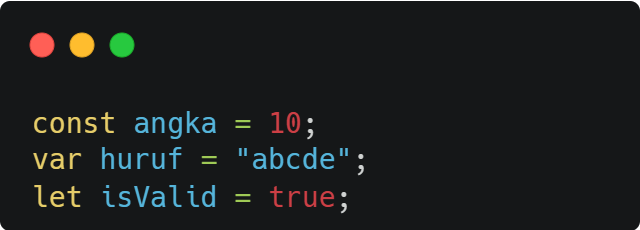 const angka = 10;
var huruf = "abcde";
let isValid = true;